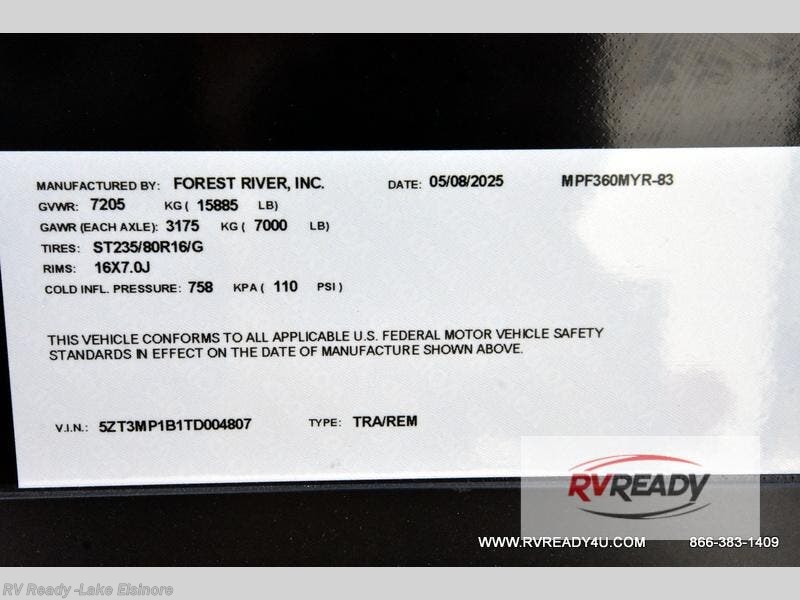 MANUFACTURED BY: FOREST RIVER, INC. DATE: 05/08/2025 MPF360MYR-83
GVWR: 7205 KG ( 15885 LB)
GAWR (EACH AXLE): 3175 KG ( 7000 LB)
TIRES: ST235/80R16/G
RIMS: 16X7.0J
COLD INFL. PRESSURE: 758 KPA ( 110 PSI )
THIS VEHICLE CONFORMS TO ALL APPLICABLE U.S. FEDERAL MOTOR VEHICLE SAFETY
STANDARDS IN EFFECT ON THE DATE OF MANUFACTURE SHOWN ABOVE.
V.I.N.: 5ZT3MP1B1TD004807 TYPE: TRA/REM
RVREADY
WWW.RVREADY4U.COM 866-383-1409
RV Ready -Lake Elsinore